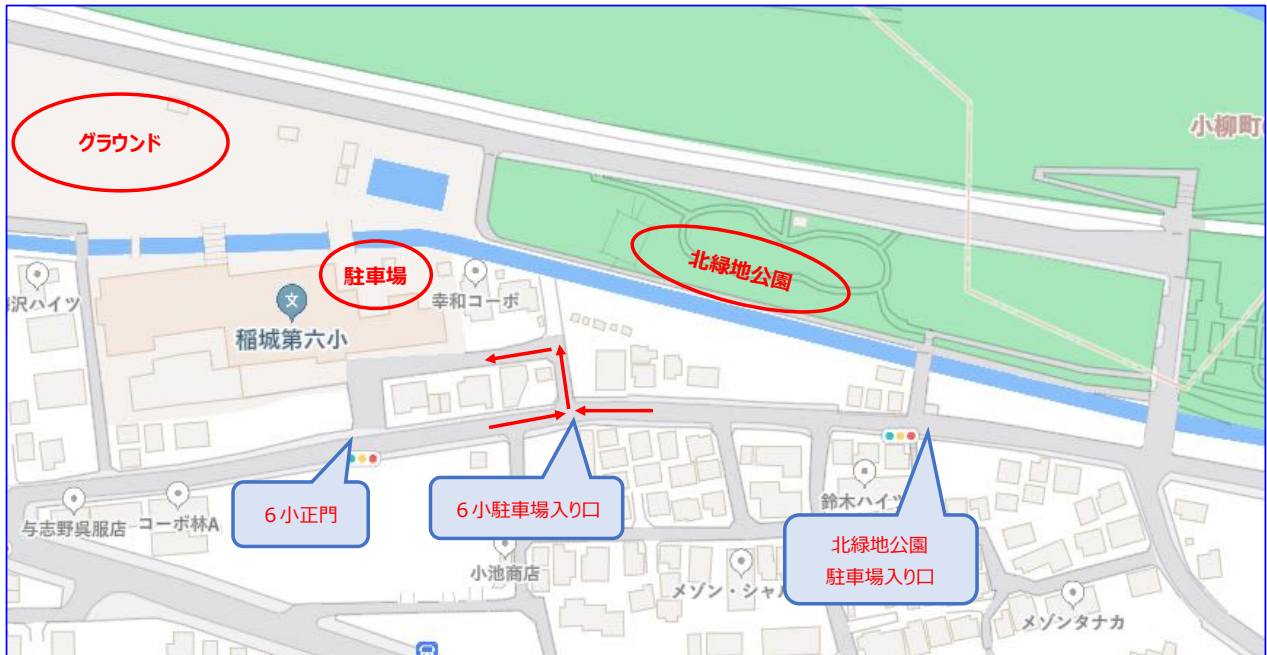 グラウンド
小柳町
北緑地公園
駐車場
沢ハイツ
幸和コーポ
文
稲城第六小
6小正門
6小駐車場入り口
鈴木ハイツ
与志野呉服店
コーポ林A
北緑地公園
駐車場入り口
小池商店
メゾン・シャ
メゾンタナカ